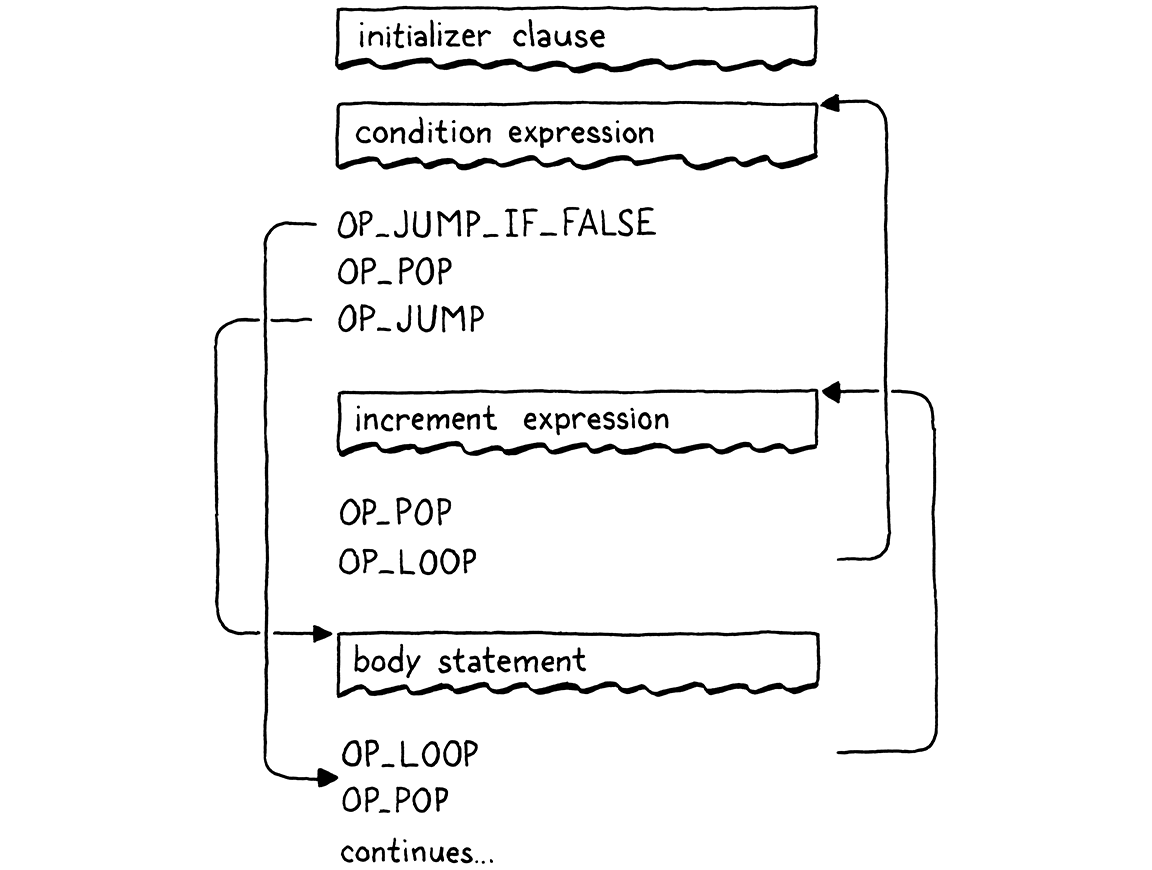 initializer clause
condition expression
OP_JUMP_IF_FALSE
OP_POP
OP_JUMP
increment expression
OP_POP
OP_LOOP
body statement
OP_LOOP
OP_POP
continues...